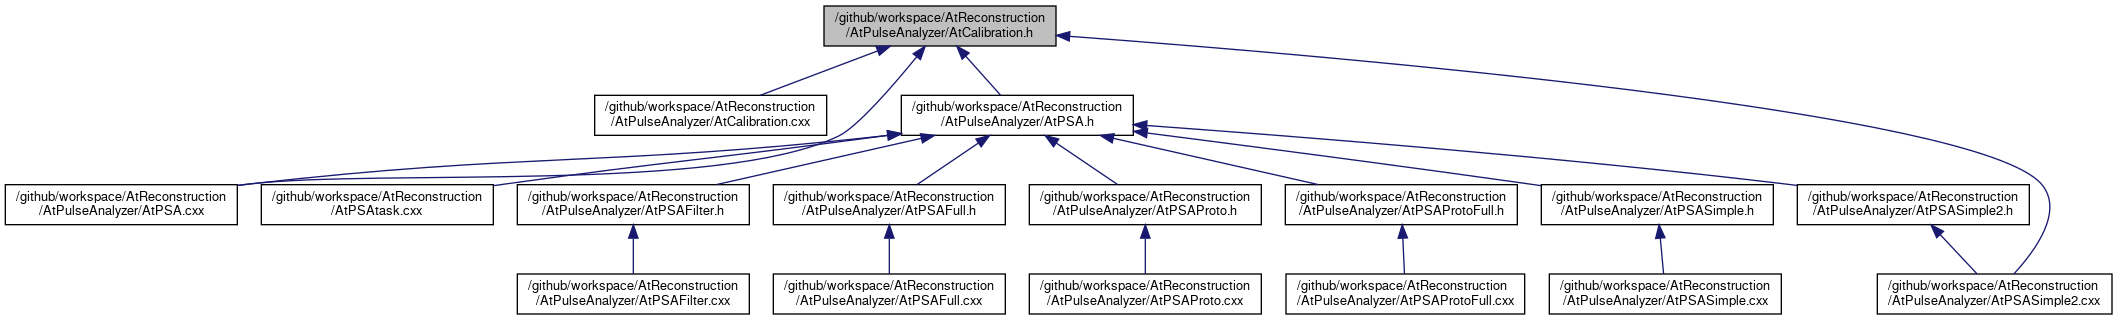 /github/workspace/AtReconstruction
/AtPulseAnalyzer/AtCalibration.h
/github/workspace/AtReconstruction
/AtPulseAnalyzer/AtCalibration.cxx
/github/workspace/AtReconstruction
/AtPulseAnalyzer/AtPSA.h
/github/workspace/AtReconstruction
/AtPulseAnalyzer/AtPSA.cxx
/github/workspace/AtReconstruction
/AtPSAtask.cxx
/github/workspace/AtReconstruction
/AtPulseAnalyzer/AtPSAFilter.h
/github/workspace/AtReconstruction
/AtPulseAnalyzer/AtPSAFull.h
/github/workspace/AtReconstruction
/AtPulseAnalyzer/AtPSAProto.h
/github/workspace/AtReconstruction
/AtPulseAnalyzer/AtPSAProtoFull.h
/github/workspace/AtReconstruction
/AtPulseAnalyzer/AtPSASimple.h
/github/workspace/AtReconstruction
/AtPulseAnalyzer/AtPSASimple2.h
/github/workspace/AtReconstruction
/AtPulseAnalyzer/AtPSAFilter.cxx
/github/workspace/AtReconstruction
/AtPulseAnalyzer/AtPSAFull.cxx
/github/workspace/AtReconstruction
/AtPulseAnalyzer/AtPSAProto.cxx
/github/workspace/AtReconstruction
/AtPulseAnalyzer/AtPSAProtoFull.cxx
/github/workspace/AtReconstruction
/AtPulseAnalyzer/AtPSASimple.cxx
/github/workspace/AtReconstruction
/AtPulseAnalyzer/AtPSASimple2.cxx